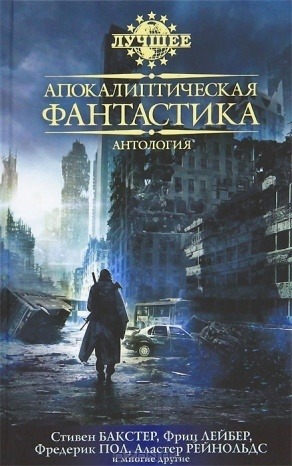 ЛУЧШЕЕ
АПОКАЛИПТИЧЕСКАЯ
ФАНТАСТИКА
АНТОЛОГИЯ
Стивен БАКСТЕР, Фриц ЛЕЙБЕР,
Фредерик ПОЛ, Аластер РЕЙНОЛЬДС
и многие другие